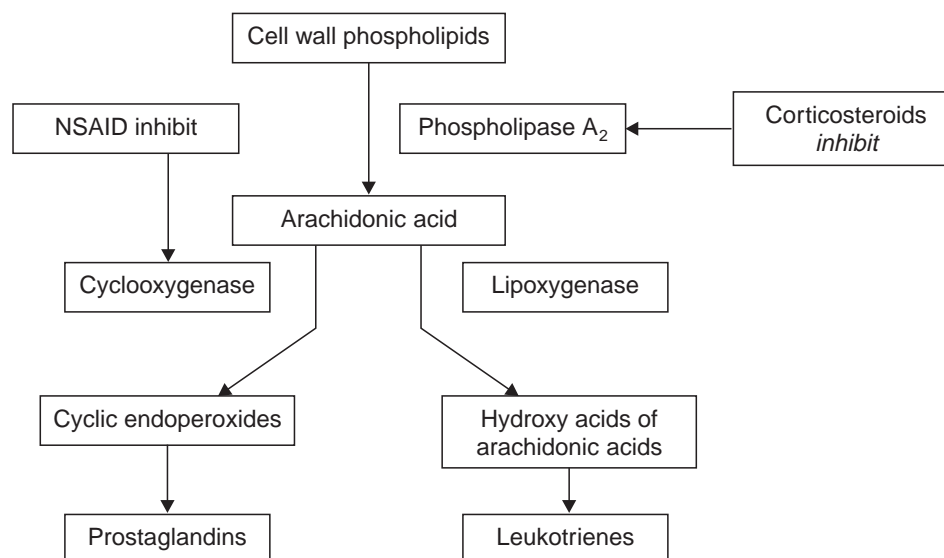 Cell wall phospholipids
NSAID inhibit
Phospholipase A₂
Corticosteroids
inhibit
Arachidonic acid
Cyclooxygenase
Lipoxygenase
Cyclic endoperoxides
Hydroxy acids of
arachidonic acids
Prostaglandins
Leukotrienes